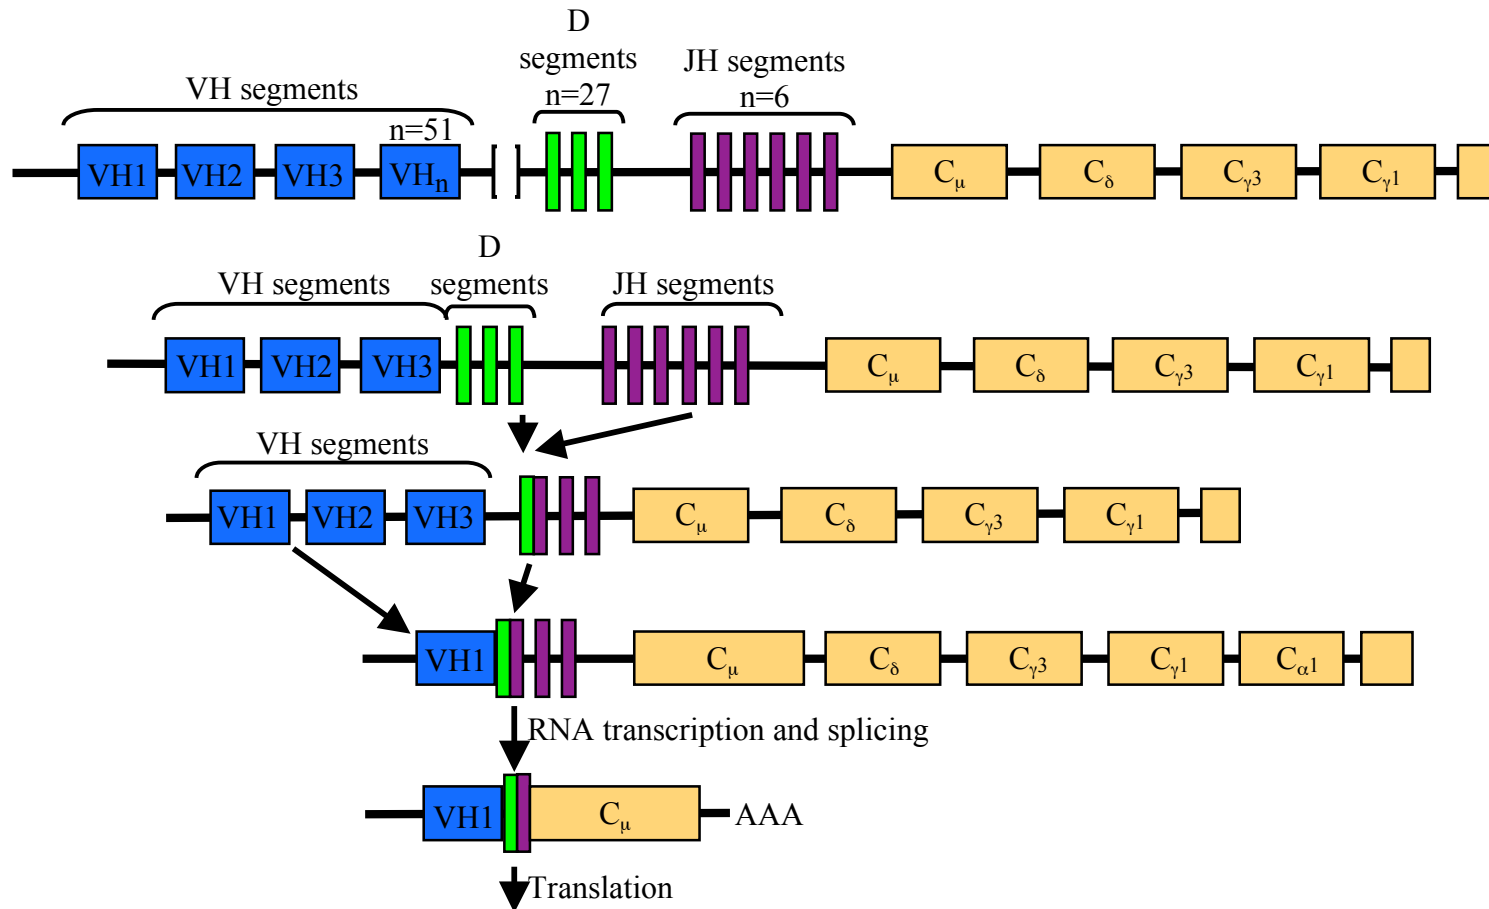 D
segments
n=27
JH segments
n=6
VH segments
n=51
VH1 VH2 VH3 VHn Cμ Cδ Cγ3 Cγ1
D
segments
VH segments JH segments
VH1 VH2 VH3 Cμ Cδ Cγ3 Cγ1
VH segments
VH1 VH2 VH3 Cμ Cδ Cγ3 Cγ1
VH1 Cμ Cδ Cγ3 Cγ1 Cα1
RNA transcription and splicing
VH1 Cμ AAA
Translation